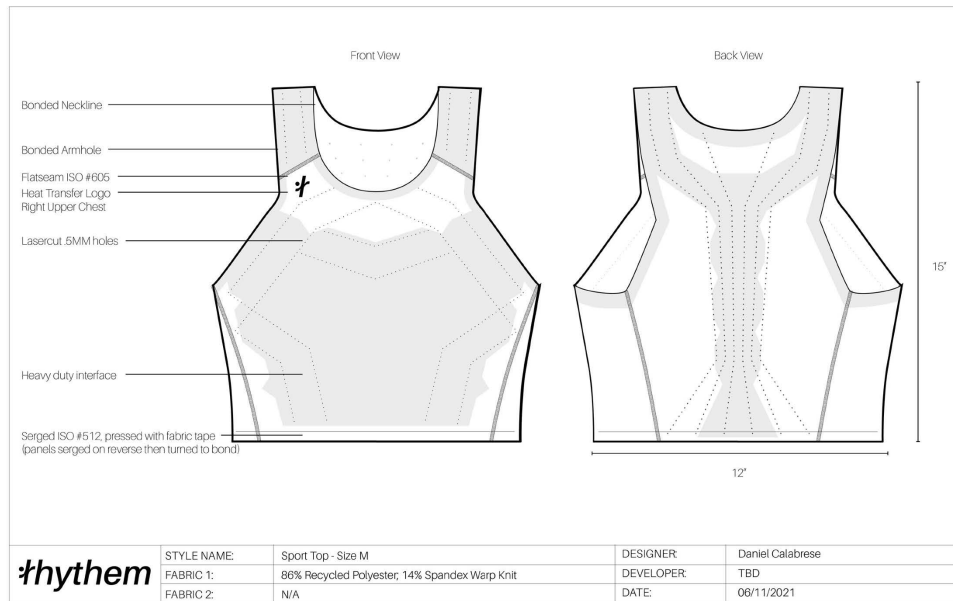 Front View
Back View
Bonded Neckline
Bonded Armhole
Flatseam ISO #605
Heat Transfer Logo
Right Upper Chest
Lasercut .5MM holes
15"
Heavy duty interface
Serged ISO #512, pressed with fabric tape
(panels serged on reverse then turned to bond)
12"
rhythem
STYLE NAME: Sport Top - Size M DESIGNER: Daniel Calabrese
FABRIC 1: 86% Recycled Polyester; 14% Spandex Warp Knit DEVELOPER: TBD
FABRIC 2: N/A DATE: 06/11/2021